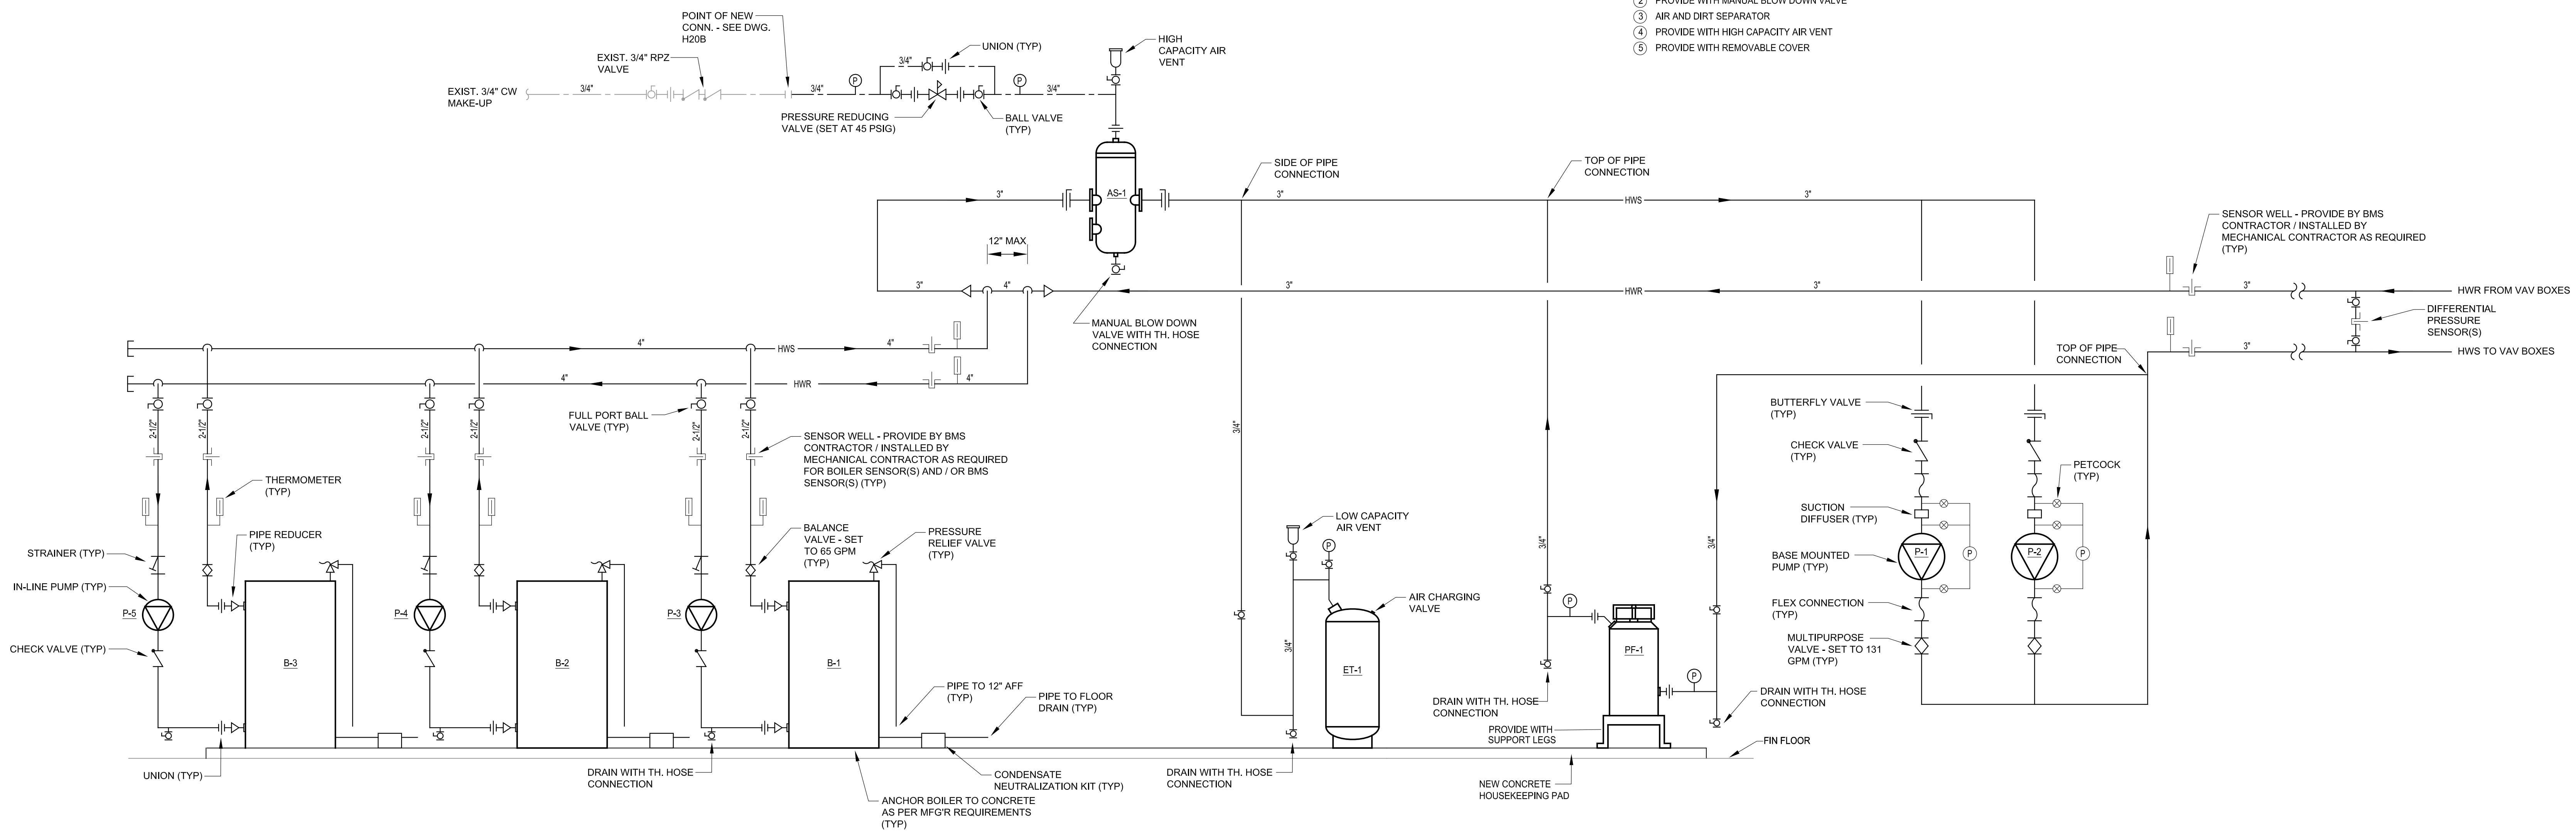 ② PROVIDE WITH MANUAL BLOW DOWN VALVE
③ AIR AND DIRT SEPARATOR
④ PROVIDE WITH HIGH CAPACITY AIR VENT
⑤ PROVIDE WITH REMOVABLE COVER
POINT OF NEW
CONN. - SEE DWG.
H20B
EXIST. 3/4" RPZ
VALVE
EXIST. 3/4" CW
MAKE-UP
3/4"
3/4"
P
3/4"
UNION (TYP)
P
3/4"
HIGH
CAPACITY AIR
VENT
PRESSURE REDUCING
VALVE (SET AT 45 PSIG)
BALL VALVE
(TYP)
AS-1
SIDE OF PIPE
CONNECTION
TOP OF PIPE
CONNECTION
3"
3"
HWS
3"
12" MAX
SENSOR WELL - PROVIDE BY BMS
CONTRACTOR / INSTALLED BY
MECHANICAL CONTRACTOR AS REQUIRED
(TYP)
3"
4"
3"
HWR
3"
3"
HWR FROM VAV BOXES
MANUAL BLOW DOWN
VALVE WITH TH. HOSE
CONNECTION
DIFFERENTIAL
PRESSURE
SENSOR(S)
4"
HWS
4"
TOP OF PIPE
CONNECTION
3"
HWS TO VAV BOXES
4"
HWR
4"
2-1/2"
2-1/2"
2-1/2"
2-1/2"
2-1/2"
2-1/2"
FULL PORT BALL
VALVE (TYP)
SENSOR WELL - PROVIDE BY BMS
CONTRACTOR / INSTALLED BY
MECHANICAL CONTRACTOR AS REQUIRED
FOR BOILER SENSOR(S) AND / OR BMS
SENSOR(S) (TYP)
3/4"
BUTTERFLY VALVE
(TYP)
CHECK VALVE
(TYP)
PETCOCK
(TYP)
THERMOMETER
(TYP)
SUCTION
DIFFUSER (TYP)
STRAINER (TYP)
PIPE REDUCER
(TYP)
BALANCE
VALVE - SET
TO 65 GPM
(TYP)
PRESSURE
RELIEF VALVE
(TYP)
LOW CAPACITY
AIR VENT
P
3/4"
3/4"
BASE MOUNTED
PUMP (TYP)
P-1
P
P-2
P
IN-LINE PUMP (TYP)
P-5
P-4
P-3
AIR CHARGING
VALVE
P
FLEX CONNECTION
(TYP)
CHECK VALVE (TYP)
B-3
B-2
B-1
3/4"
ET-1
PF-1
P
MULTIPURPOSE
VALVE - SET TO 131
GPM (TYP)
PIPE TO 12" AFF
(TYP)
PIPE TO FLOOR
DRAIN (TYP)
DRAIN WITH TH. HOSE
CONNECTION
DRAIN WITH TH. HOSE
CONNECTION
PROVIDE WITH
SUPPORT LEGS
FIN FLOOR
UNION (TYP)
DRAIN WITH TH. HOSE
CONNECTION
CONDENSATE
NEUTRALIZATION KIT (TYP)
DRAIN WITH TH. HOSE
CONNECTION
NEW CONCRETE
HOUSEKEEPING PAD
ANCHOR BOILER TO CONCRETE
AS PER MFG'R REQUIREMENTS
(TYP)